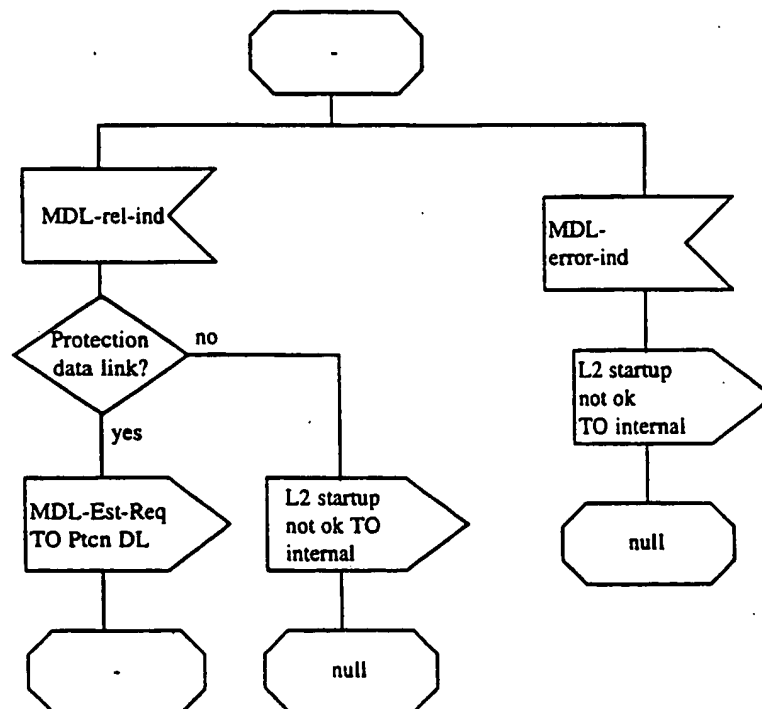 -
MDL-rel-ind
MDL-
error-ind
Protection
data link?
no
yes
L2 startup
not ok
TO internal
MDL-Est-Req
TO Ptcn DL
L2 startup
not ok TO
internal
null
-
null